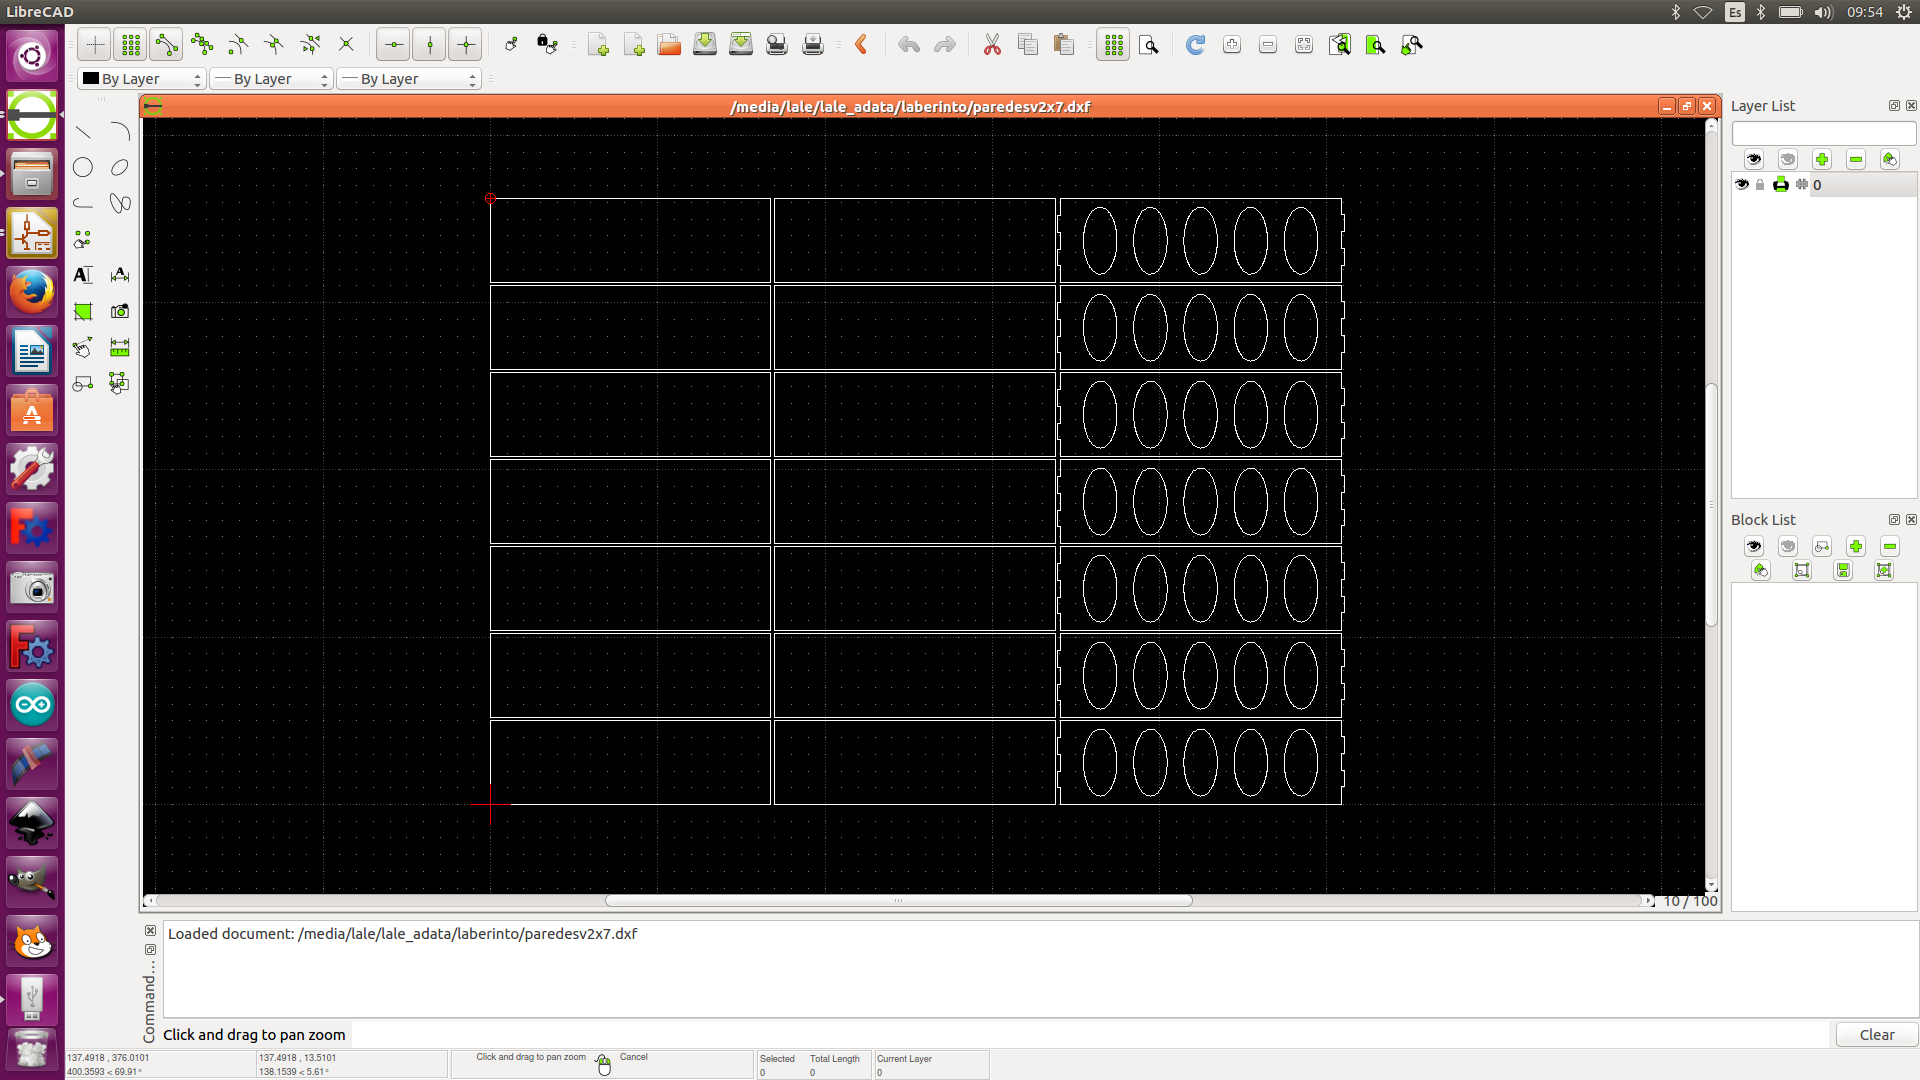 LibreCAD
Es
09:54
By Layer
By Layer
By Layer
/media/lale/lale_adata/laberinto/paredesv2x7.dxf
Layer List
0
Block List
10 / 100
Command...
Loaded document: /media/lale/lale_adata/laberinto/paredesv2x7.dxf
Click and drag to pan zoom
Clear
137.4918 , 376.0101
400.3593 < 69.91°
137.4918 , 13.5101
138.1539 < 5.61°
Click and drag to pan zoom
Cancel
Selected
0
Total Length
0
Current Layer
0